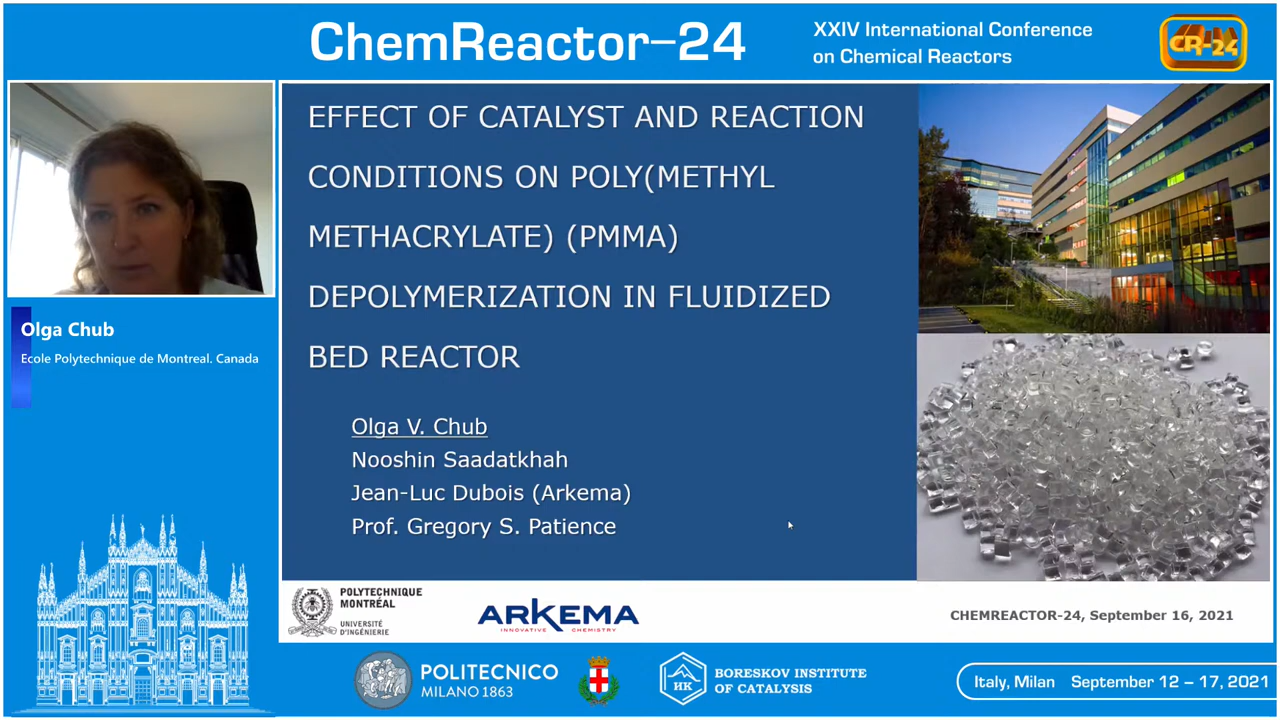 ChemReactor–24
XXIV International Conference
on Chemical Reactors
CR-24
Olga Chub
Ecole Polytechnique de Montreal. Canada
EFFECT OF CATALYST AND REACTION
CONDITIONS ON POLY(METHYL
METHACRYLATE) (PMMA)
DEPOLYMERIZATION IN FLUIDIZED
BED REACTOR
Olga V. Chub
Nooshin Saadatkhah
Jean-Luc Dubois (Arkema)
Prof. Gregory S. Patience
POLYTECHNIQUE
MONTRÉAL
UNIVERSITÉ
D'INGÉNIERIE
ARKEMA
INNOVATIVE CHEMISTRY
CHEMREACTOR-24, September 16, 2021
POLITECNICO
MILANO 1863
HK
BORESKOV INSTITUTE
OF CATALYSIS
Italy, Milan September 12 – 17, 2021